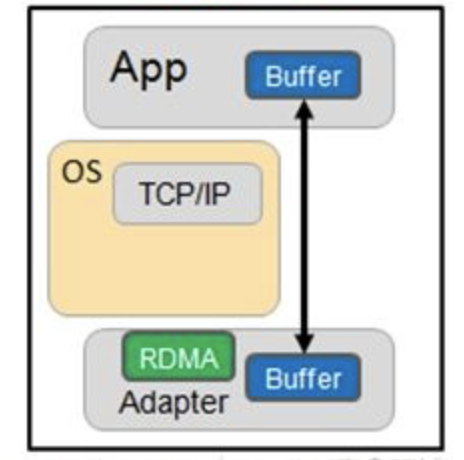 App
Buffer
OS
TCP/IP
RDMA
Buffer
Adapter